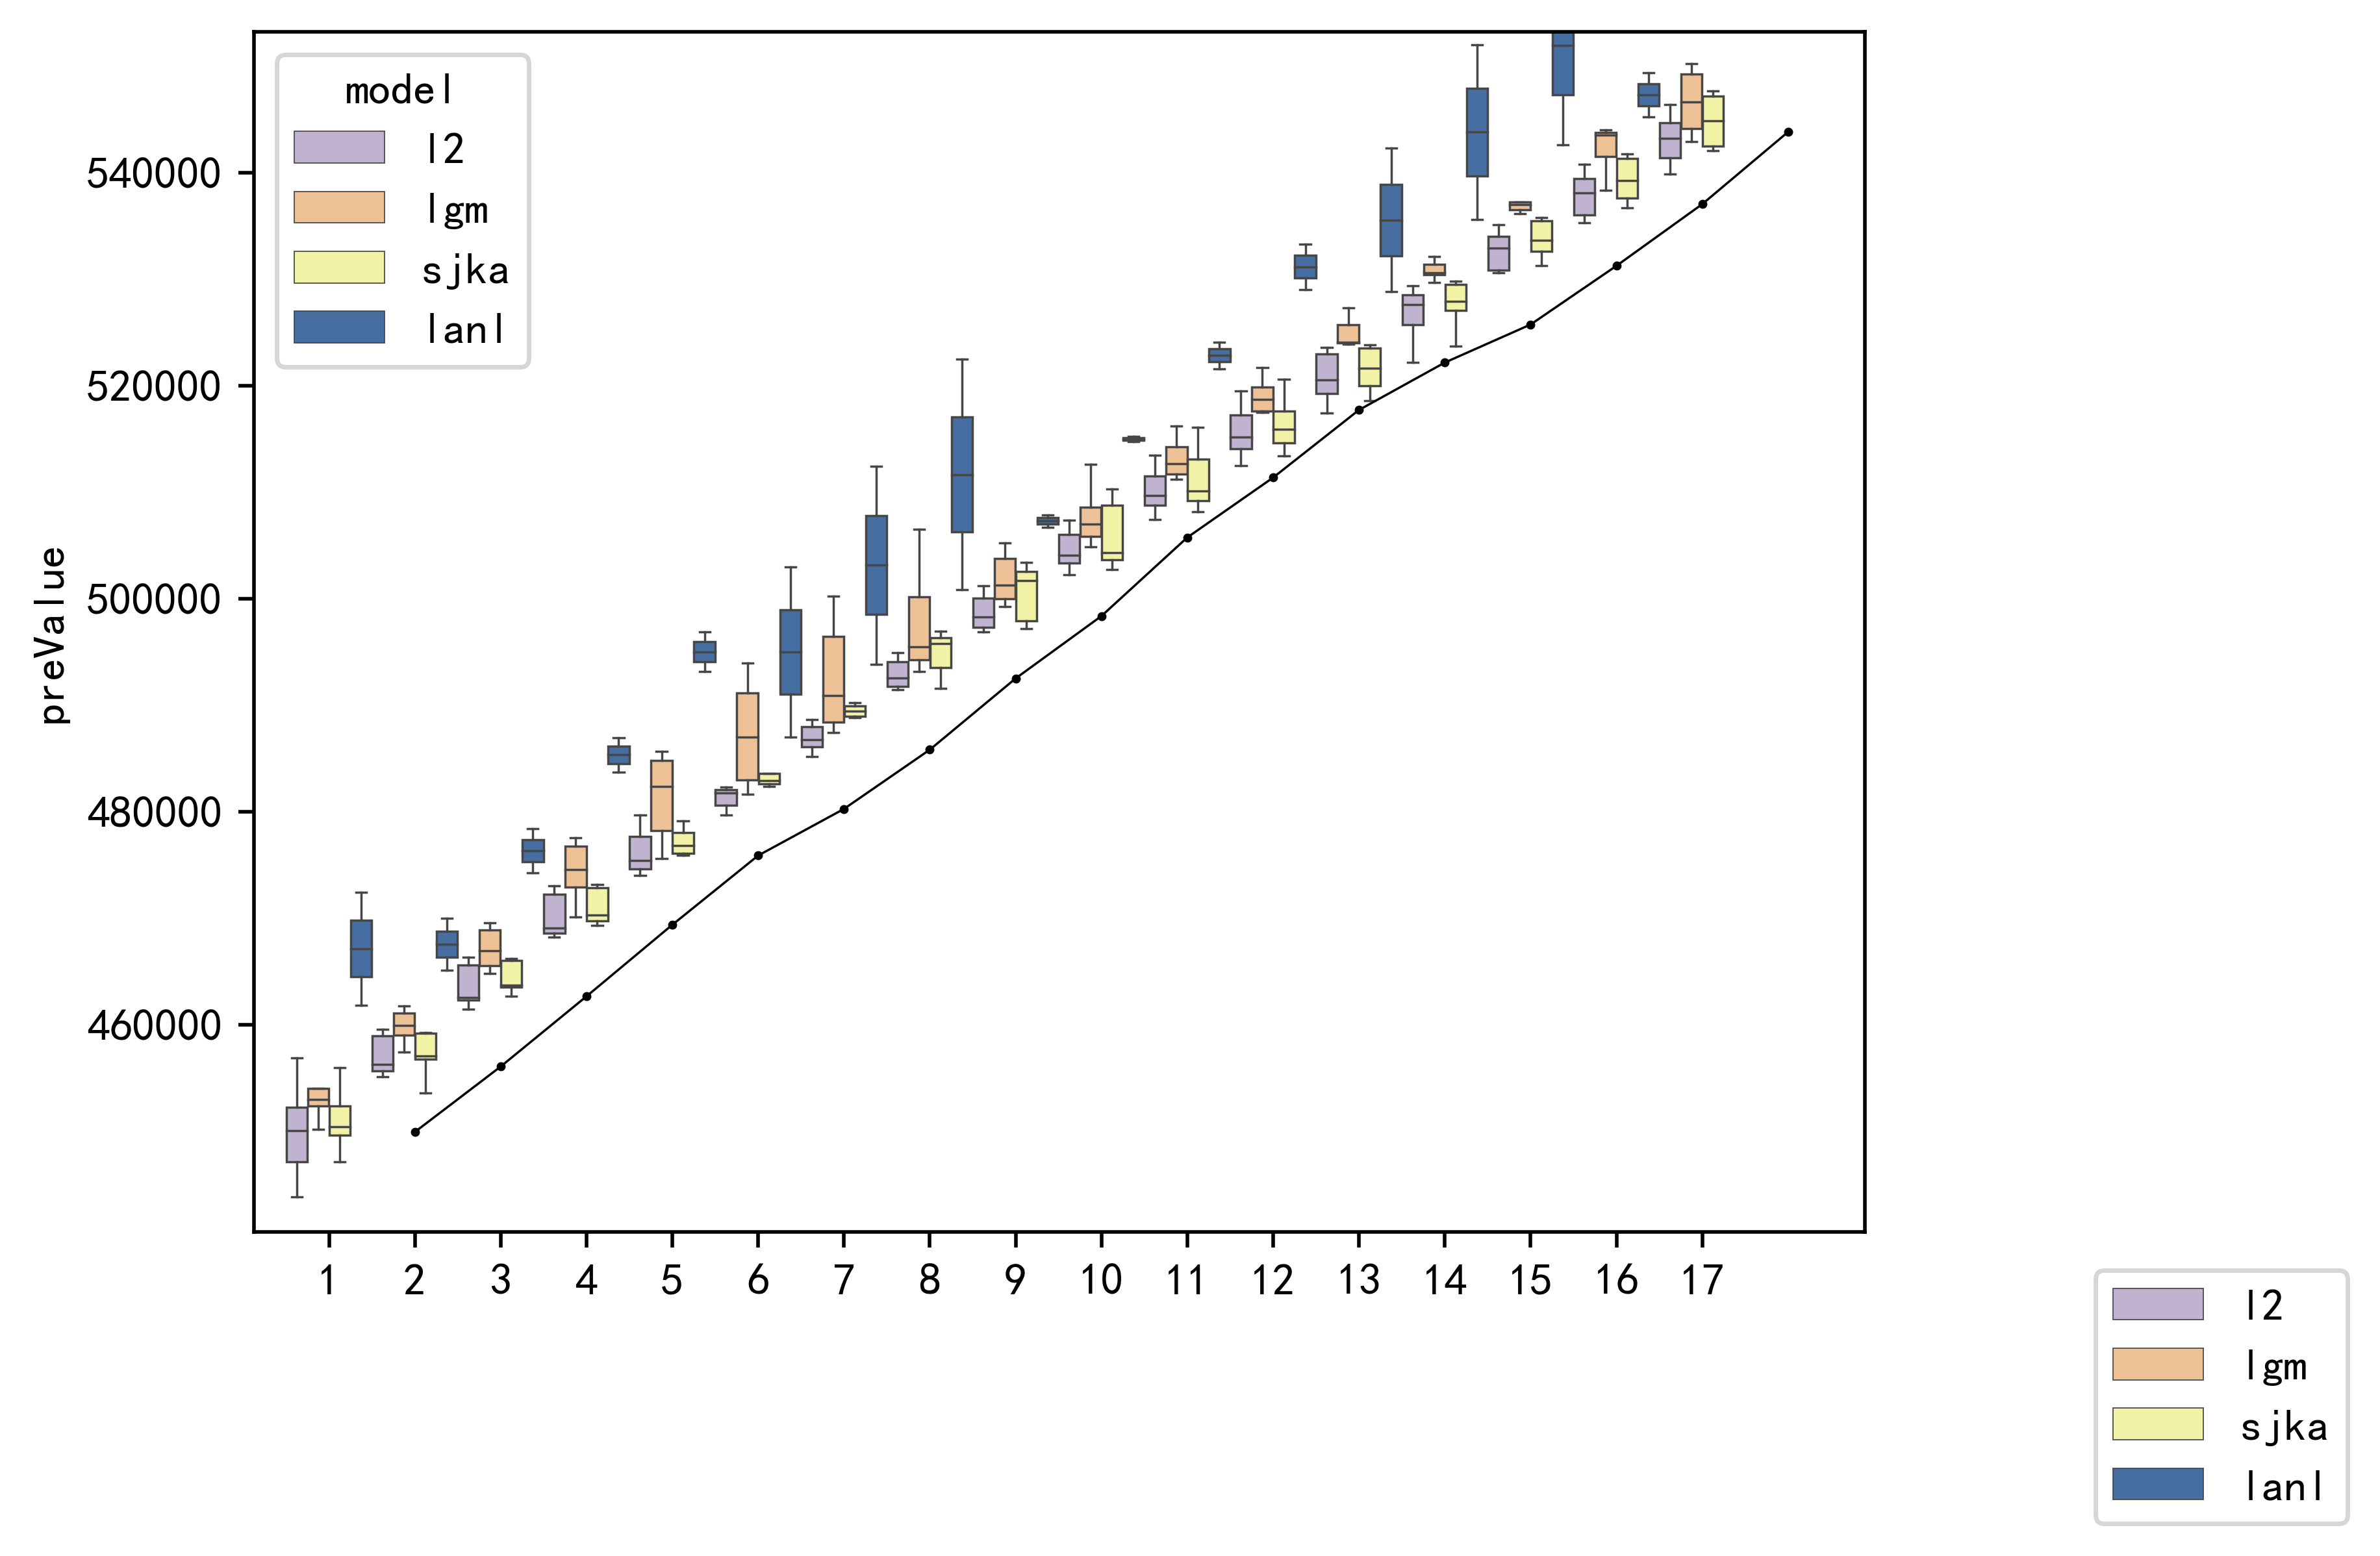 model
l2
lgm
sjka
lanl
preValue
540000
520000
500000
480000
460000
1 2 3 4 5 6 7 8 9 10 11 12 13 14 15 16 17
l2
lgm
sjka
lanl